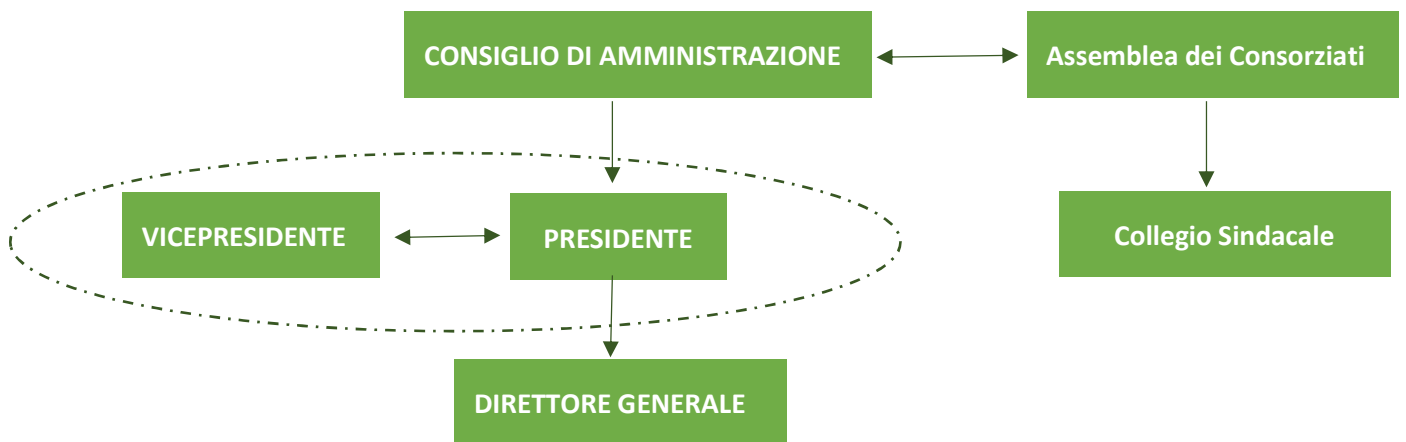 CONSIGLIO DI AMMINISTRAZIONE
Assemblea dei Consorziati
VICEPRESIDENTE
PRESIDENTE
Collegio Sindacale
DIRETTORE GENERALE